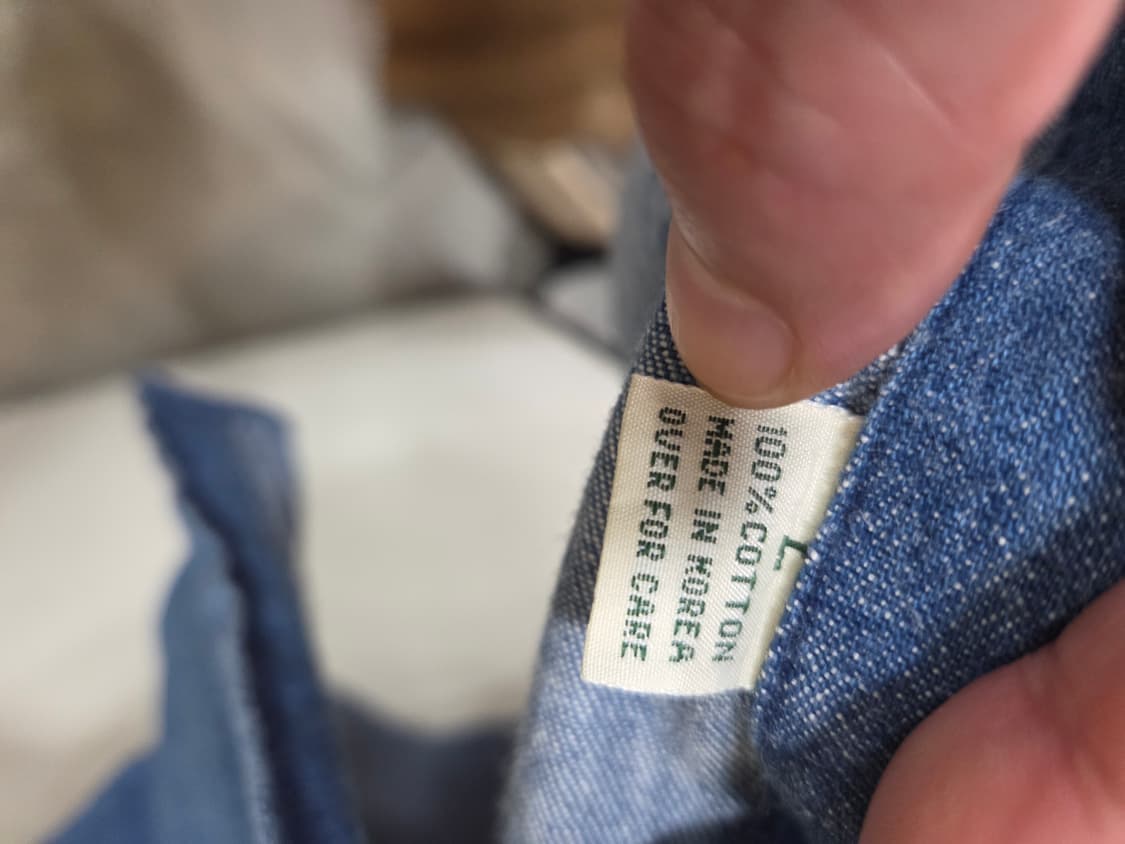 L
100% COTTON
MADE IN KOREA
OVER FOR CARE